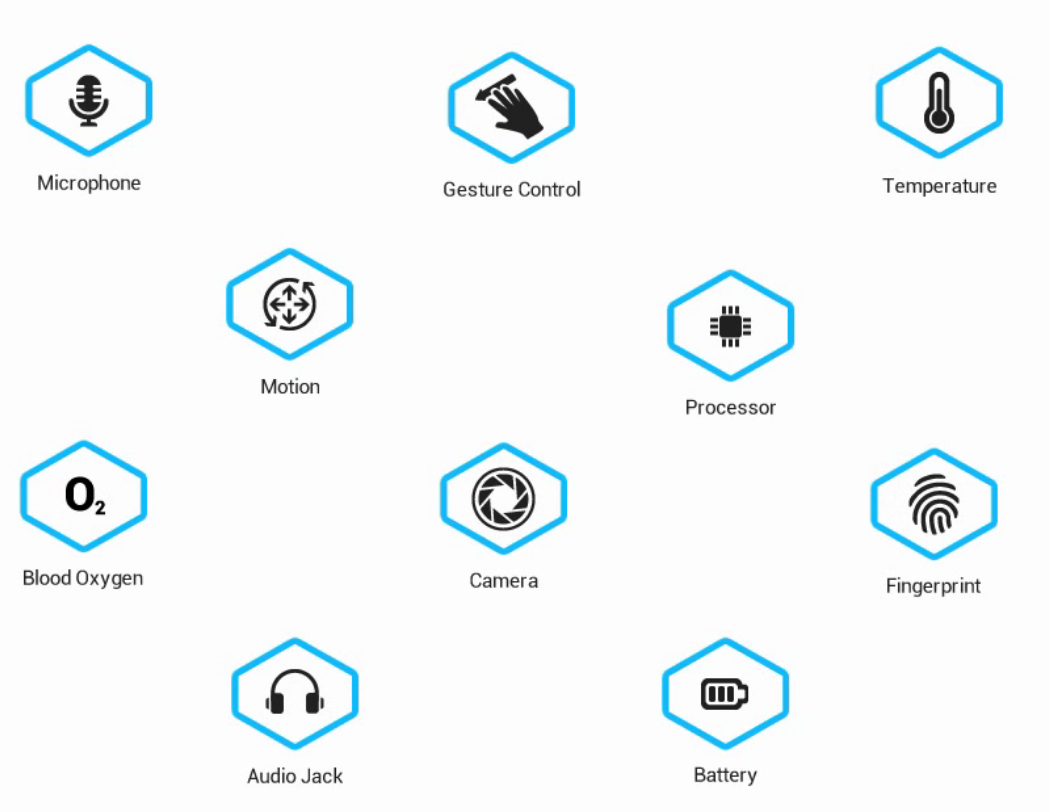 Microphone
Gesture Control
Temperature
Motion
Processor
O₂
Blood Oxygen
Camera
Fingerprint
Audio Jack
Battery